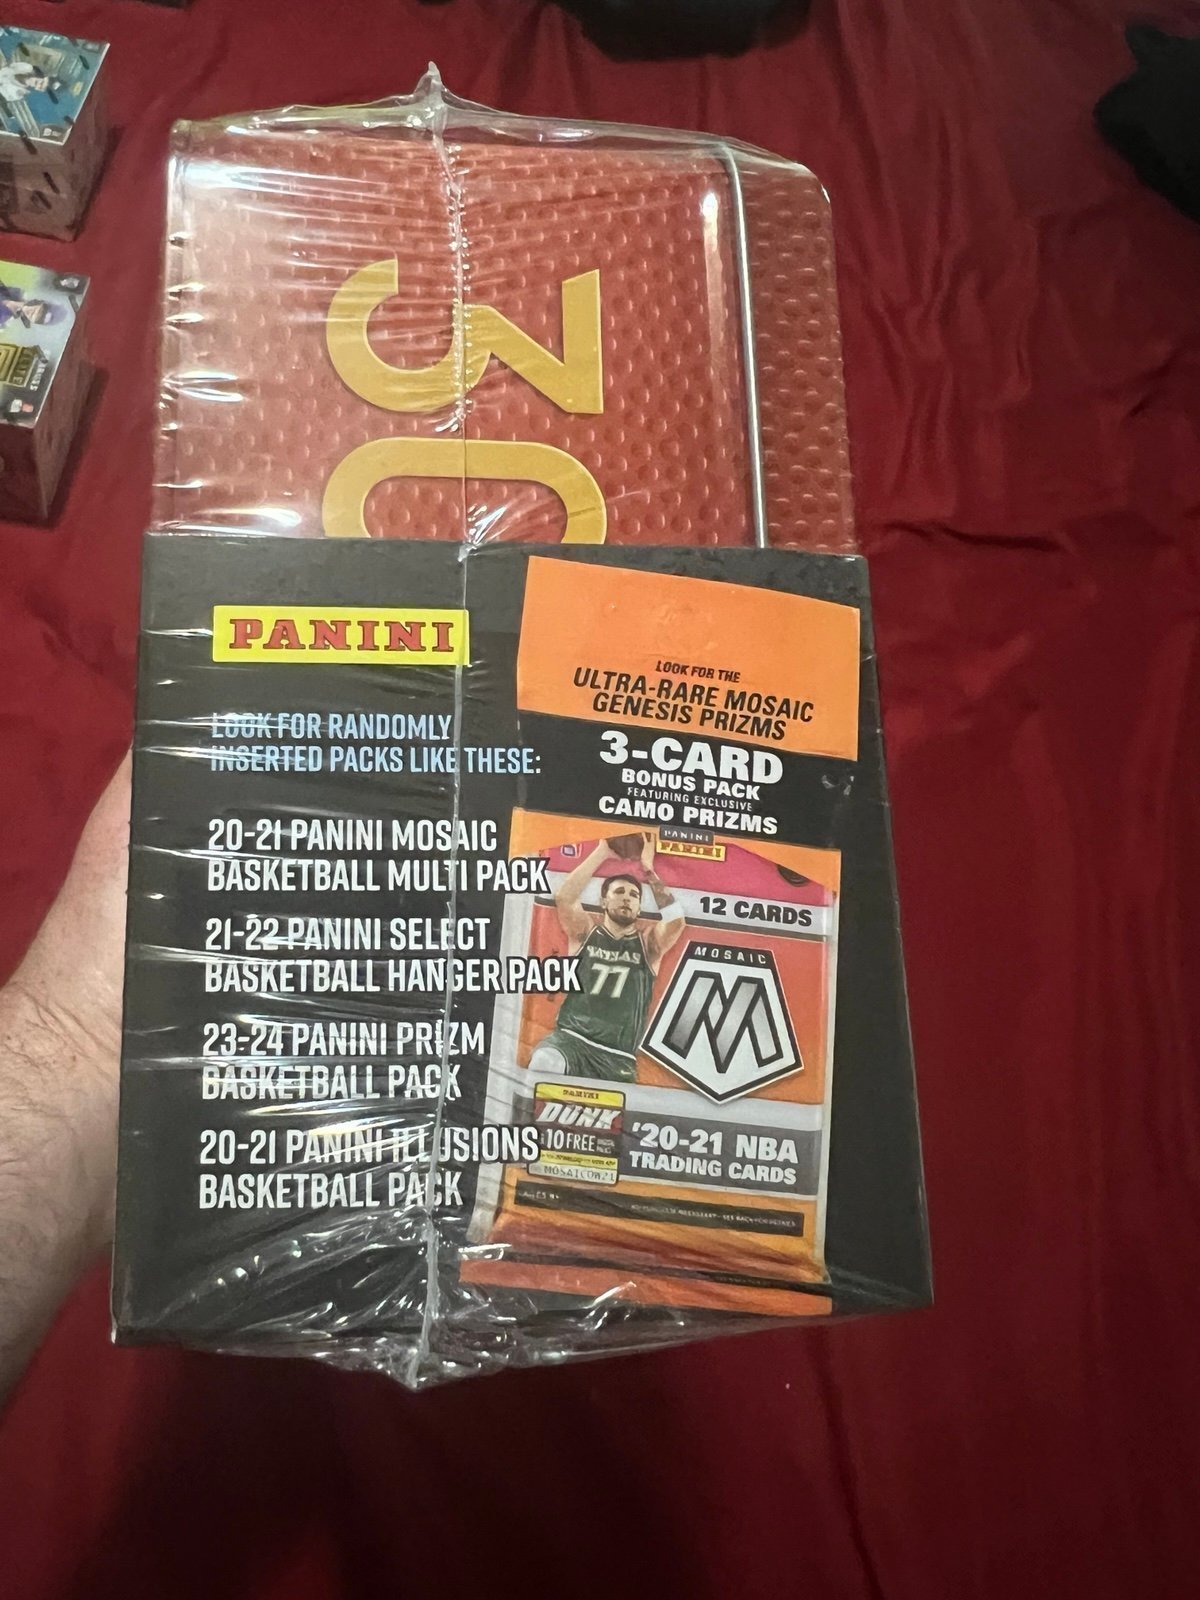 30
PANINI
LOOK FOR RANDOMLY
INSERTED PACKS LIKE THESE:
20-21 PANINI MOSAIC
BASKETBALL MULTI PACK
21-22 PANINI SELECT
BASKETBALL HANGER PACK
23-24 PANINI PRIZM
BASKETBALL PACK
20-21 PANINI ILLUSIONS
BASKETBALL PACK
LOOK FOR THE
ULTRA-RARE MOSAIC
GENESIS PRIZMS
3-CARD
BONUS PACK
FEATURING EXCLUSIVE
CAMO PRIZMS
PANINI
PANINI
12 CARDS
MOSAIC
77
PANINI
DUNK
10 FREE
'20-21 NBA
TRADING CARDS